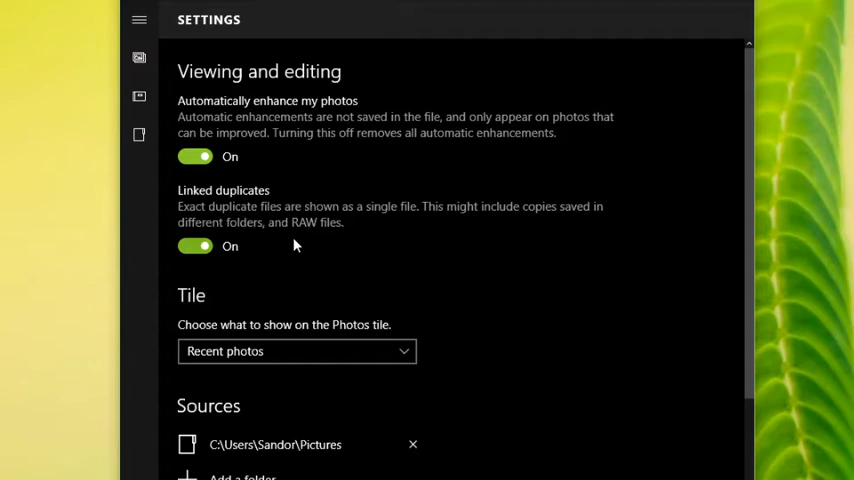 SETTINGS
Viewing and editing
Automatically enhance my photos
Automatic enhancements are not saved in the file, and only appear on photos that
can be improved. Turning this off removes all automatic enhancements.
On
Linked duplicates
Exact duplicate files are shown as a single file. This might include copies saved in
different folders, and RAW files.
On
Tile
Choose what to show on the Photos tile.
Recent photos
Sources
C:\Users\Sandor\Pictures
Add a folder